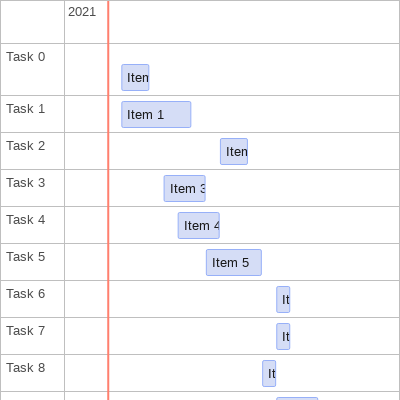 2021
Task 0
Iten
Task 1
Item 1
Task 2
Iten
Task 3
Item 3
Task 4
Item 4
Task 5
Item 5
Task 6
It
Task 7
It
Task 8
It